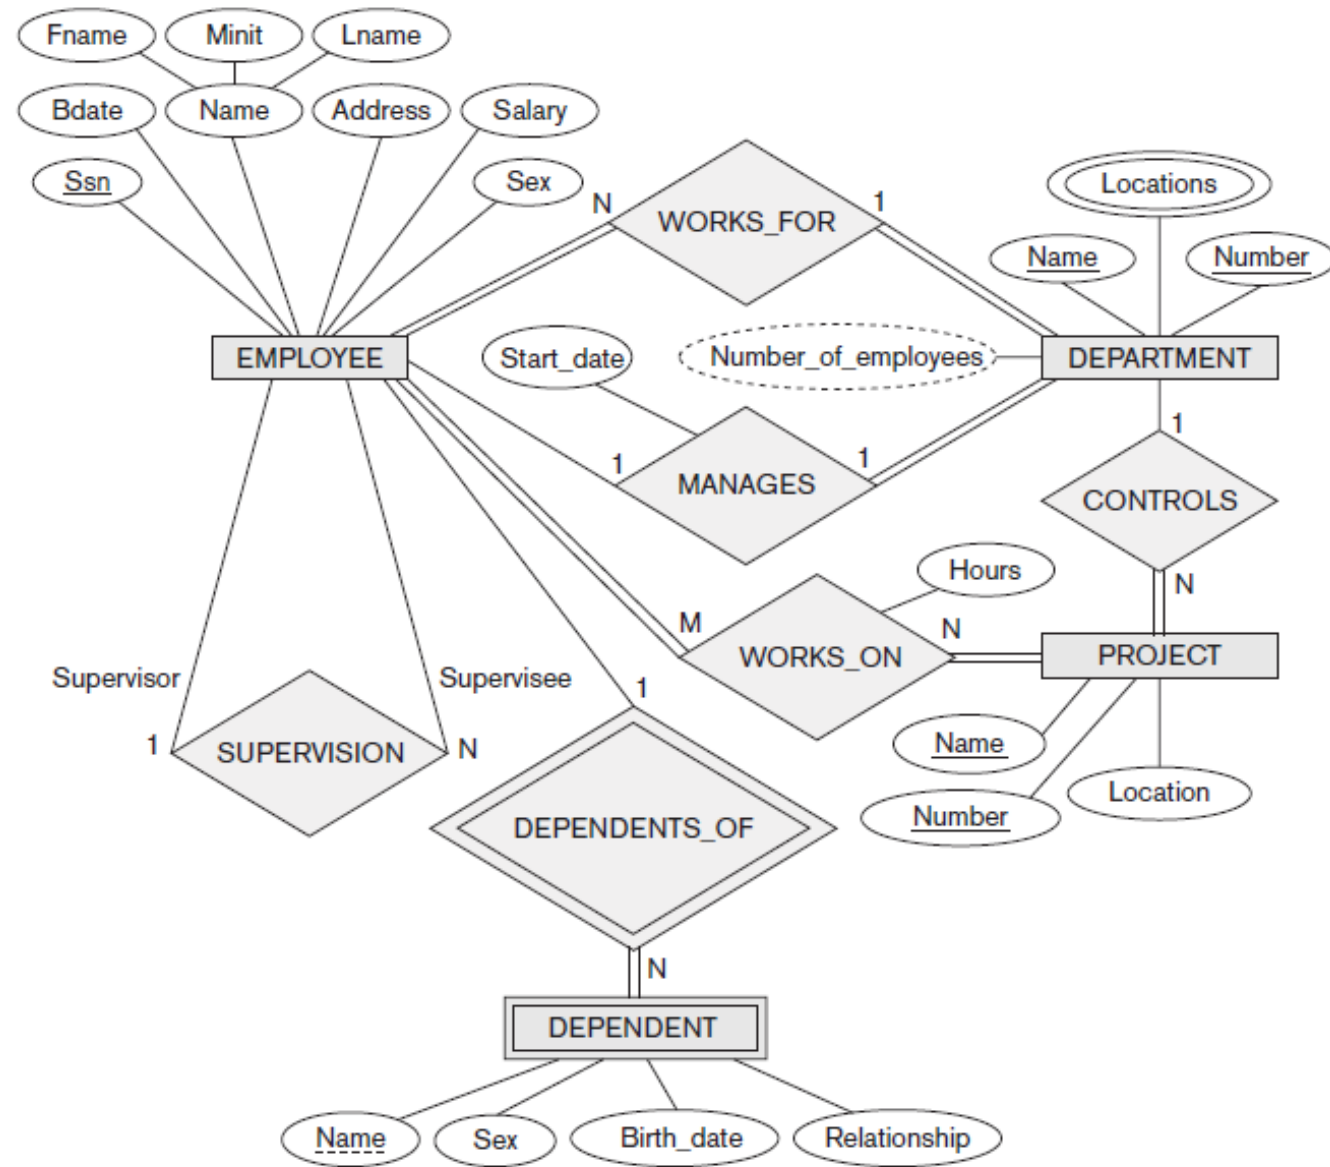 Fname Minit Lname
Bdate Name Address Salary
Ssn Sex
N WORKS_FOR 1
Locations
Name Number
EMPLOYEE Start_date Number_of_employees DEPARTMENT
1 MANAGES 1
1
CONTROLS
N
Hours
M WORKS_ON N
PROJECT
Name
Number
Location
Supervisor Supervisee
1 SUPERVISION N
1
DEPENDENTS_OF
N
DEPENDENT
Name Sex Birth_date Relationship